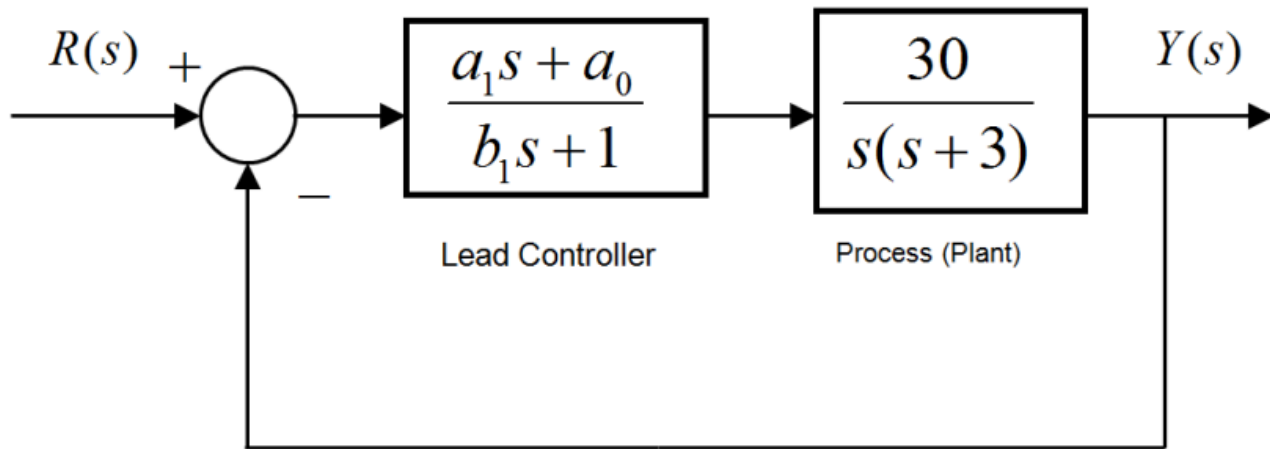 R(s)
+
−
a₁s + a₀
b₁s + 1
Lead Controller
30
s(s + 3)
Process (Plant)
Y(s)